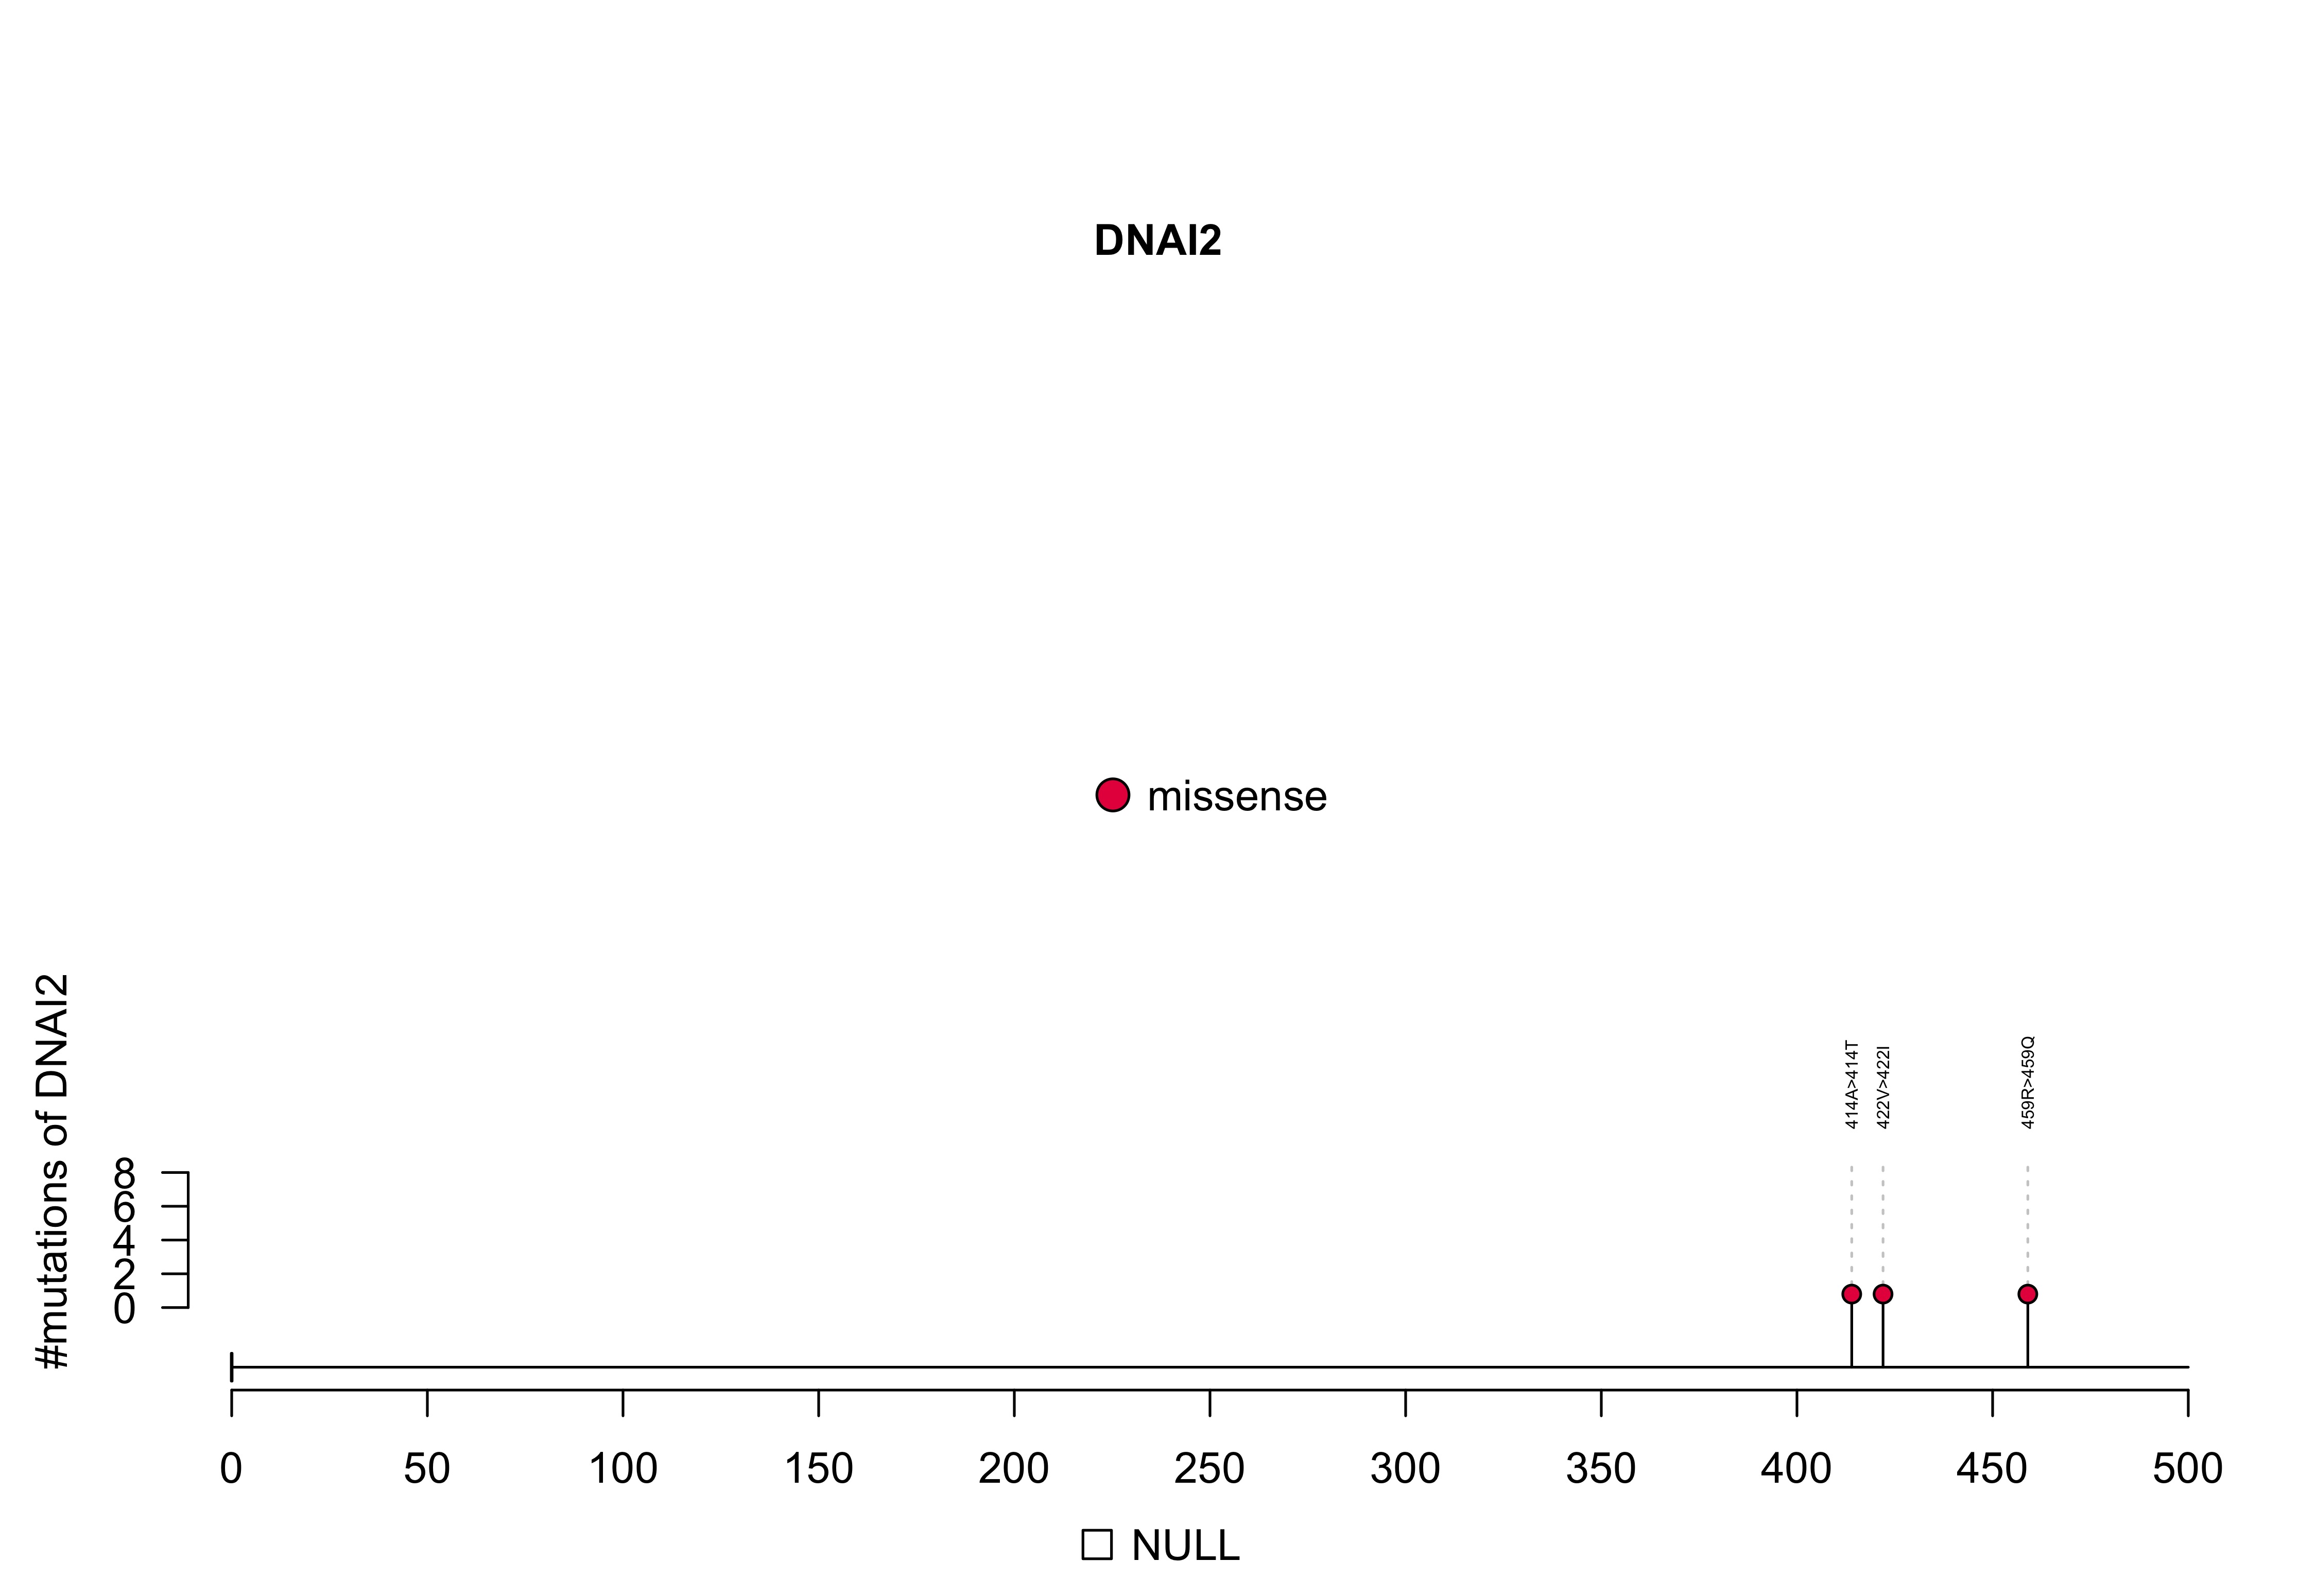 DNAI2
missense
#mutations of DNAI2
414A>414T
422V>422I
459R>459Q
8
6
4
2
0
0 50 100 150 200 250 300 350 400 450 500
NULL